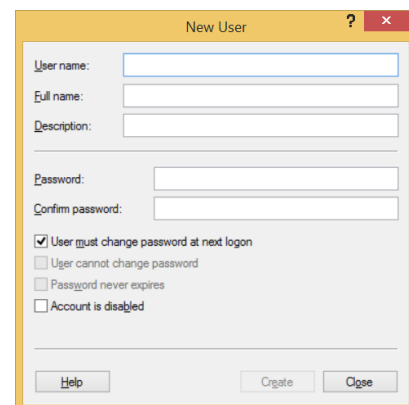 New User ?
User name:
Full name:
Description:
Password:
Confirm password:
User must change password at next logon
User cannot change password
Password never expires
Account is disabled
Help Create Close